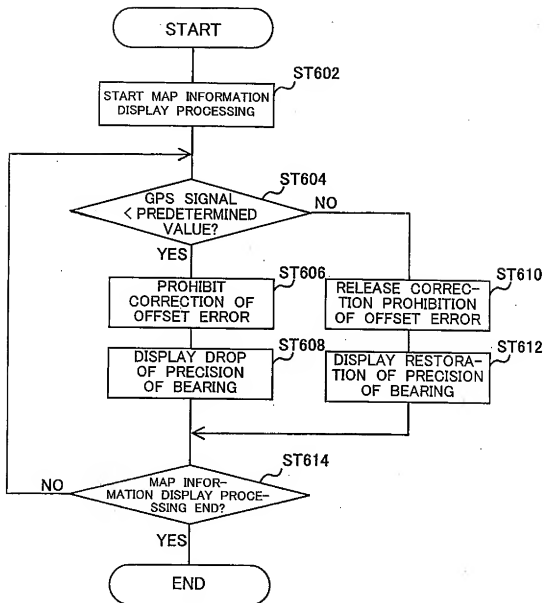 START
ST602
START MAP INFORMATION
DISPLAY PROCESSING
ST604
GPS SIGNAL
< PREDETERMINED
VALUE?
NO
YES
ST606
PROHIBIT
CORRECTION OF
OFFSET ERROR
ST610
RELEASE CORREC-
TION PROHIBITION
OF OFFSET ERROR
ST608
DISPLAY DROP
OF PRECISION
OF BEARING
ST612
DISPLAY RESTORA-
TION OF PRECISION
OF BEARING
ST614
MAP INFOR-
MATION DISPLAY PROCE-
SSING END?
NO
YES
END